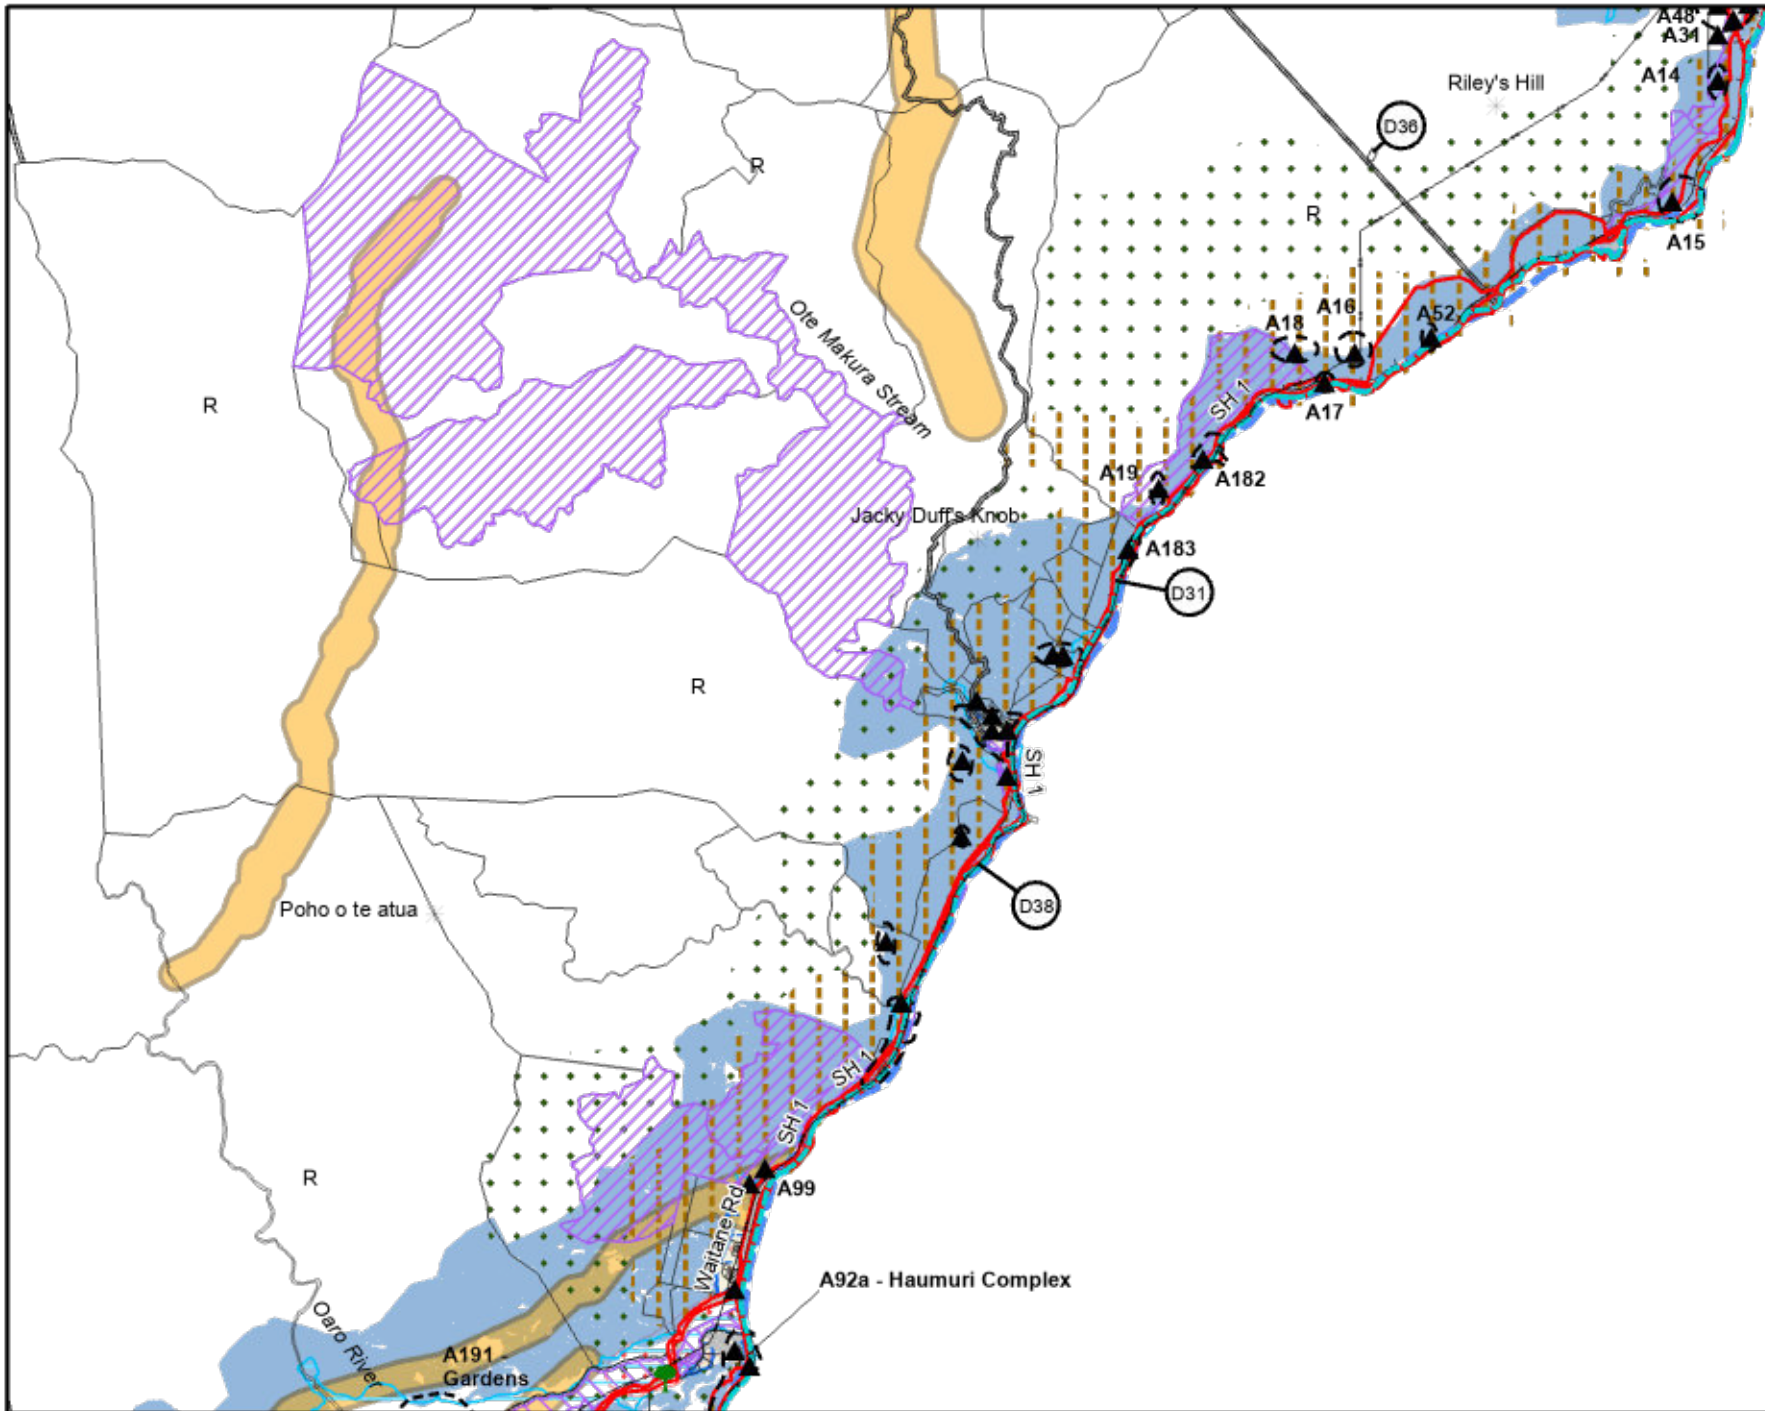 A48
A31
A14
Riley's Hill
D36
R
R
A15
A16
A52
A18
Ote Makura Stream
R
SH 1
A17
A19
A182
Jacky Duff's Knob
A183
D31
R
SH 1
D38
Poho o te atua
SH 1
SH 1
R
A99
Waitane Rd
A92a - Haumuri Complex
Oaro River
A191 -
Gardens